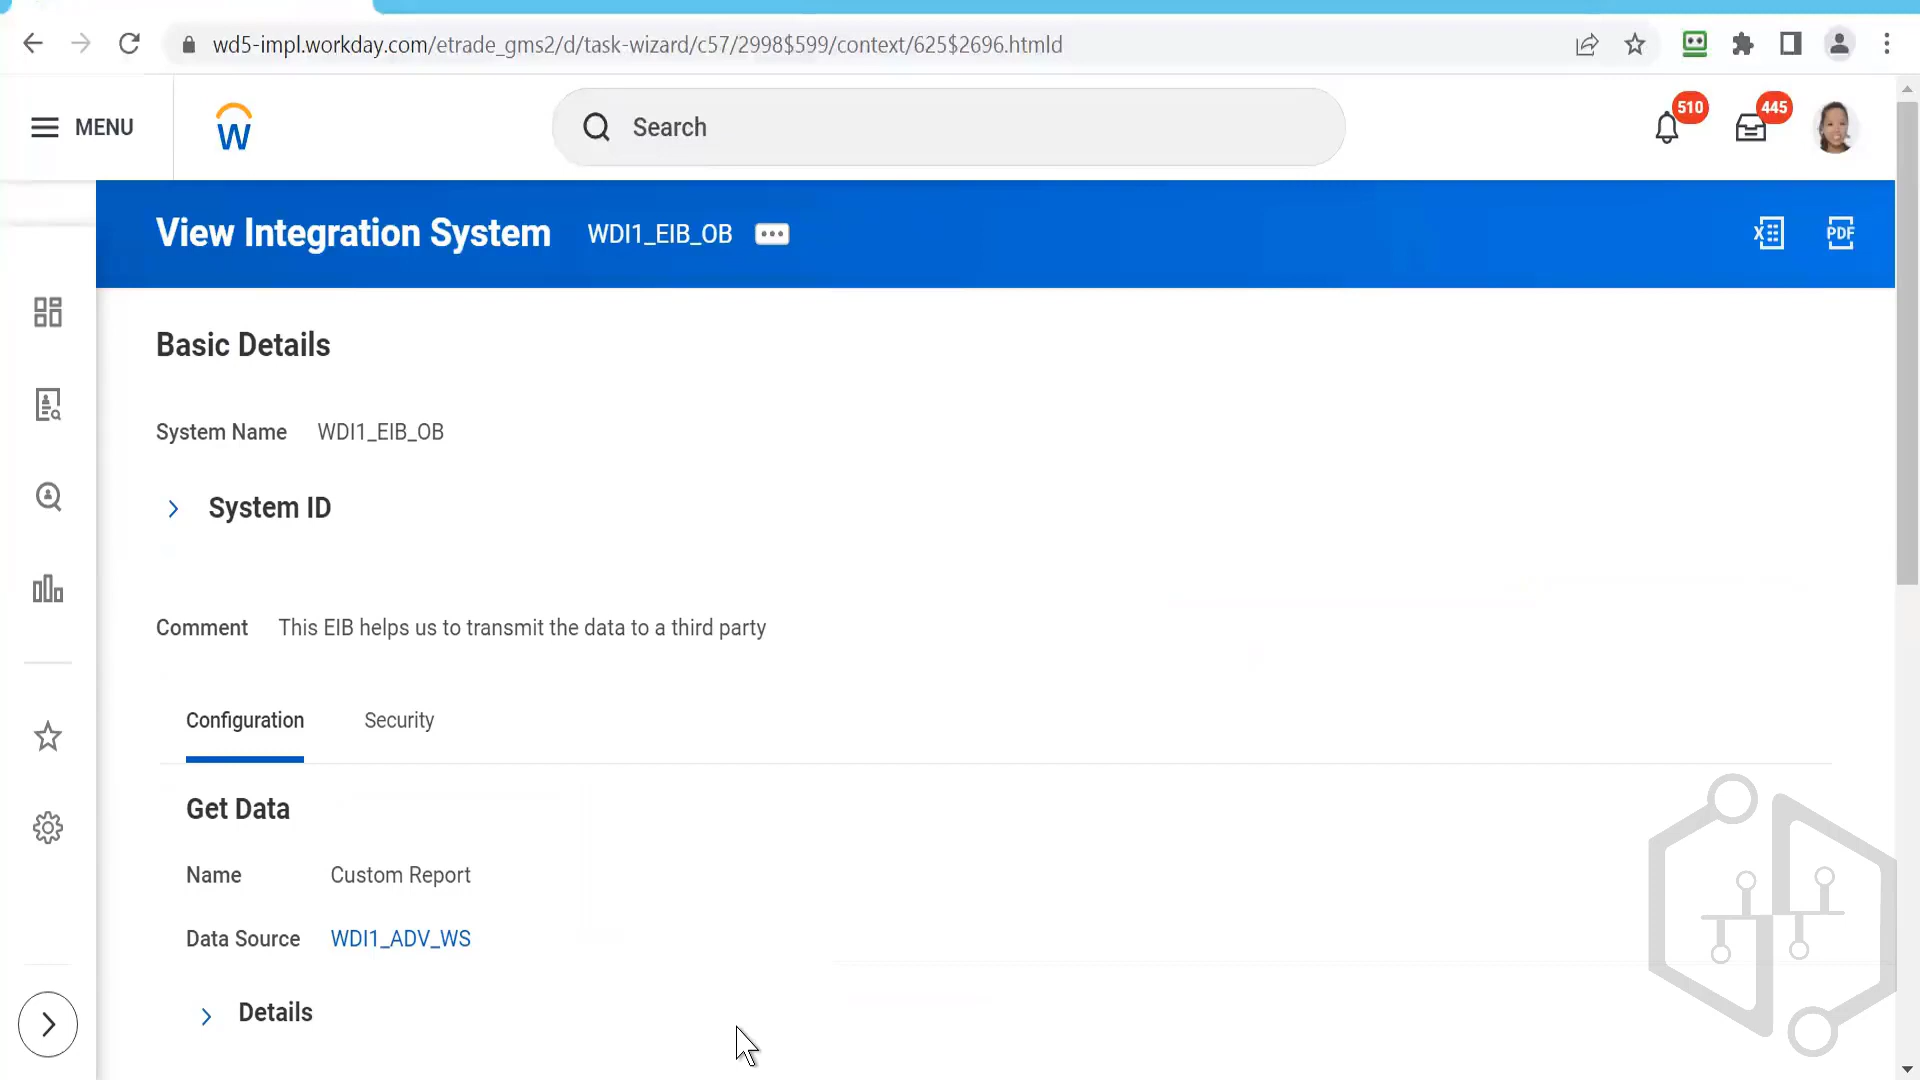 wd5-impl.workday.com/etrade_gms2/d/task-wizard/c57/2998$599/context/625$2696.htmld
MENU
W
Search
510
445
View Integration System
WDI1_EIB_OB
X
PDF
Basic Details
System Name WDI1_EIB_OB
System ID
Comment This EIB helps us to transmit the data to a third party
Configuration
Security
Get Data
Name Custom Report
Data Source WDI1_ADV_WS
Details